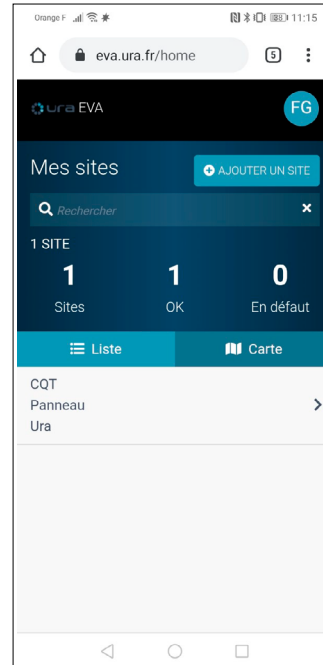 Orange F 11:15
eva.ura.fr/home 5
ura EVA FG
Mes sites
AJOUTER UN SITE
Rechercher
1 SITE
1 1 0
Sites OK En défaut
Liste Carte
CQT
Panneau
Ura